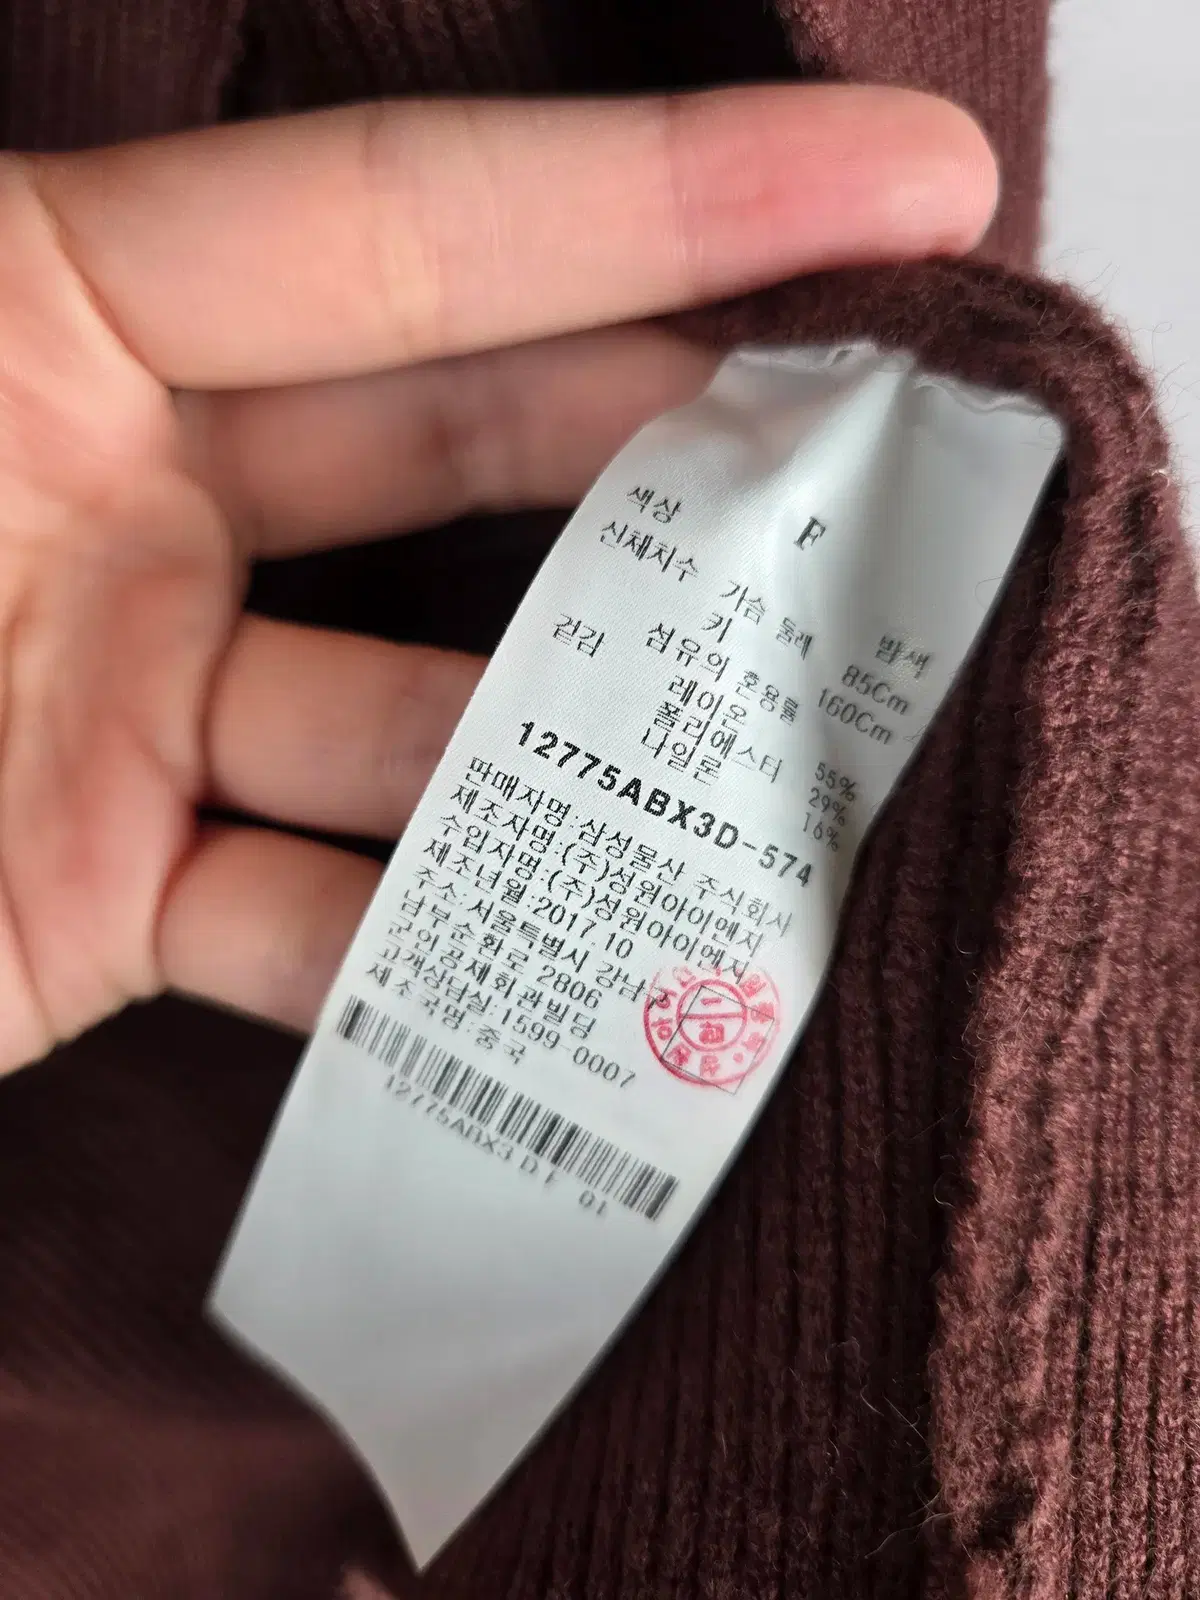 F
색상 밤색
신체치수 가슴 둘레 85Cm
키 160Cm
섬유의 혼용률
겉감 레이온 55%
폴리에스터 29%
나일론 16%
12775ABX3D-574
판매자명:삼성물산 주식회사
제조자명:(주)성원아이엔지
수입자명:(주)성원아이엔지
제조년월:2017.10
주소:서울특별시 강남구
남부순환로 2806
군인공제회관빌딩
고객상담실:1599-0007
제조국명:중국
12775ABX3 D F 01